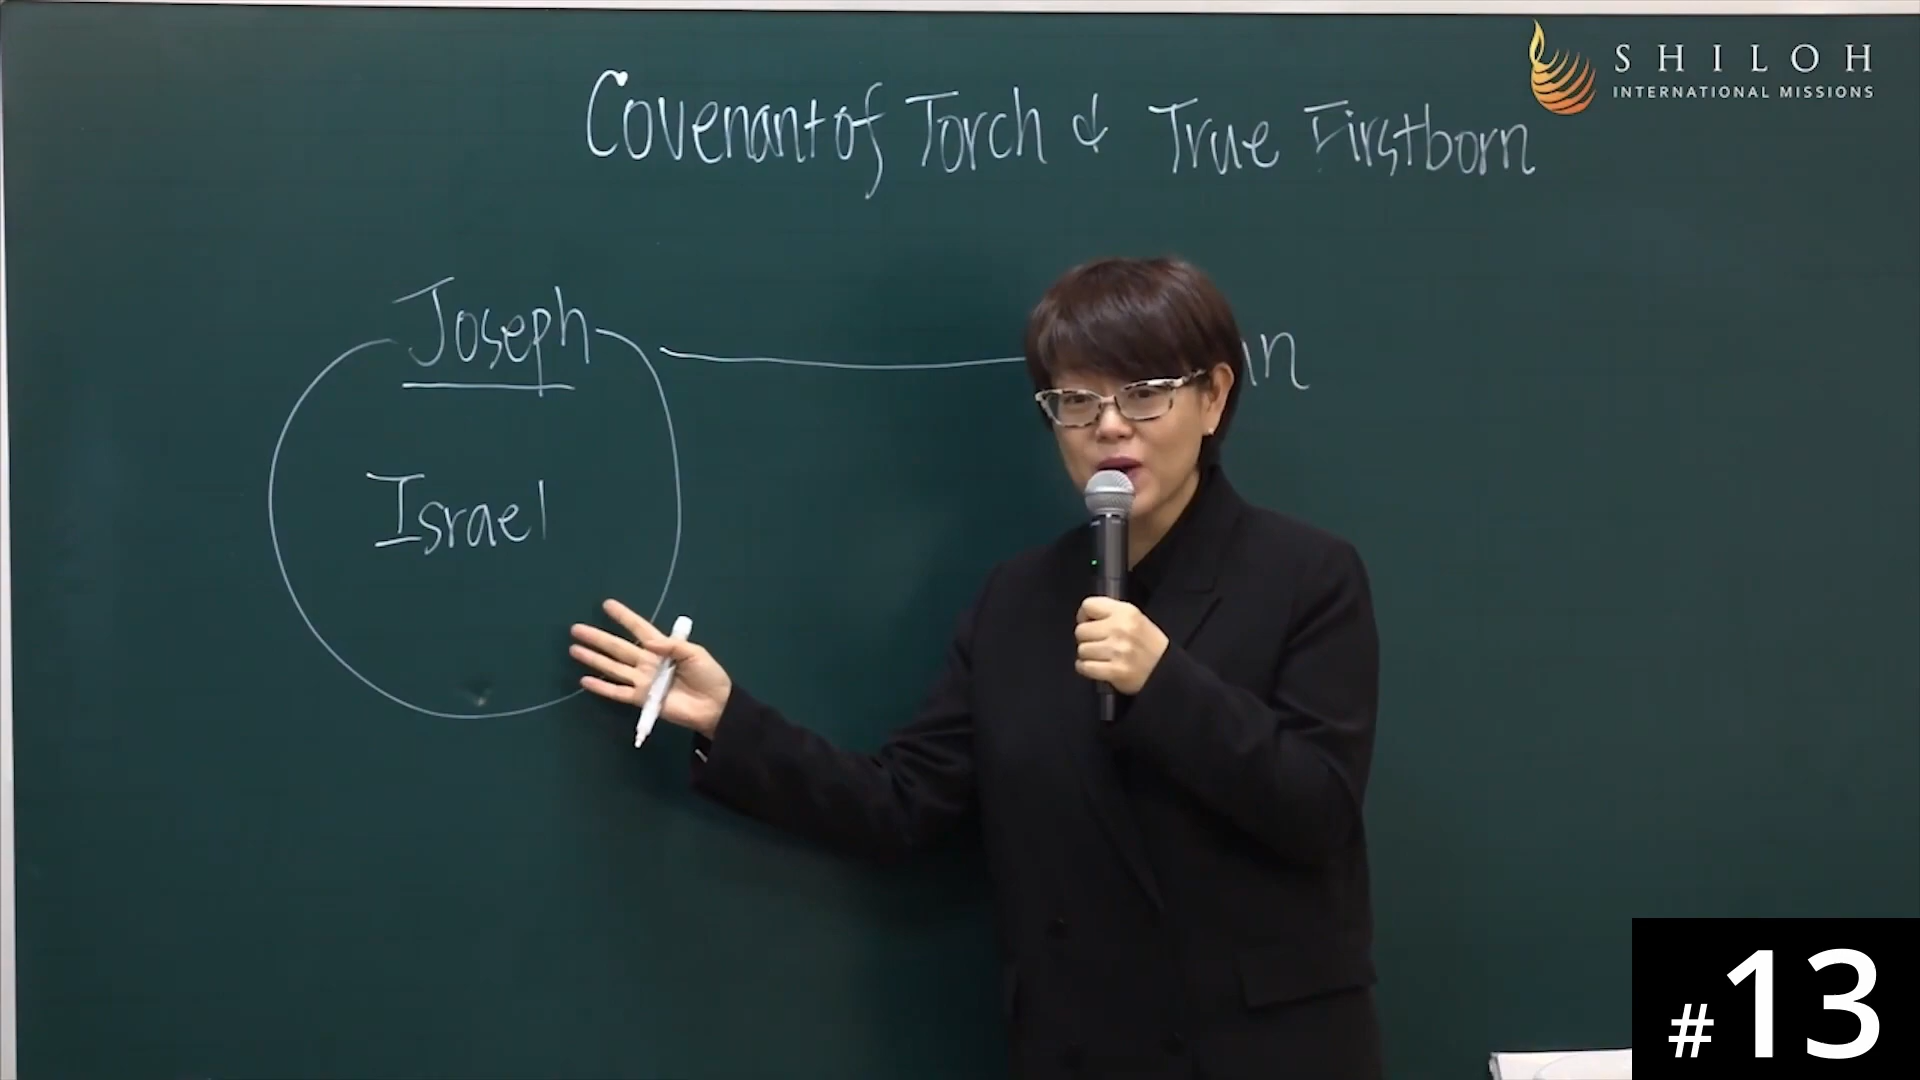 SHILOH
INTERNATIONAL MISSIONS
Covenant of Torch & True Firstborn
Joseph
Israel
#13